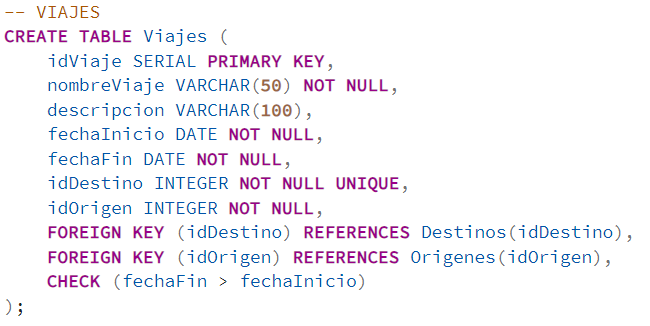 -- VIAJES
CREATE TABLE Viajes (
    idViaje SERIAL PRIMARY KEY,
    nombreViaje VARCHAR(50) NOT NULL,
    descripcion VARCHAR(100),
    fechaInicio DATE NOT NULL,
    fechaFin DATE NOT NULL,
    idDestino INTEGER NOT NULL UNIQUE,
    idOrigen INTEGER NOT NULL,
    FOREIGN KEY (idDestino) REFERENCES Destinos(idDestino),
    FOREIGN KEY (idOrigen) REFERENCES Origenes(idOrigen),
    CHECK (fechaFin > fechaInicio)
);